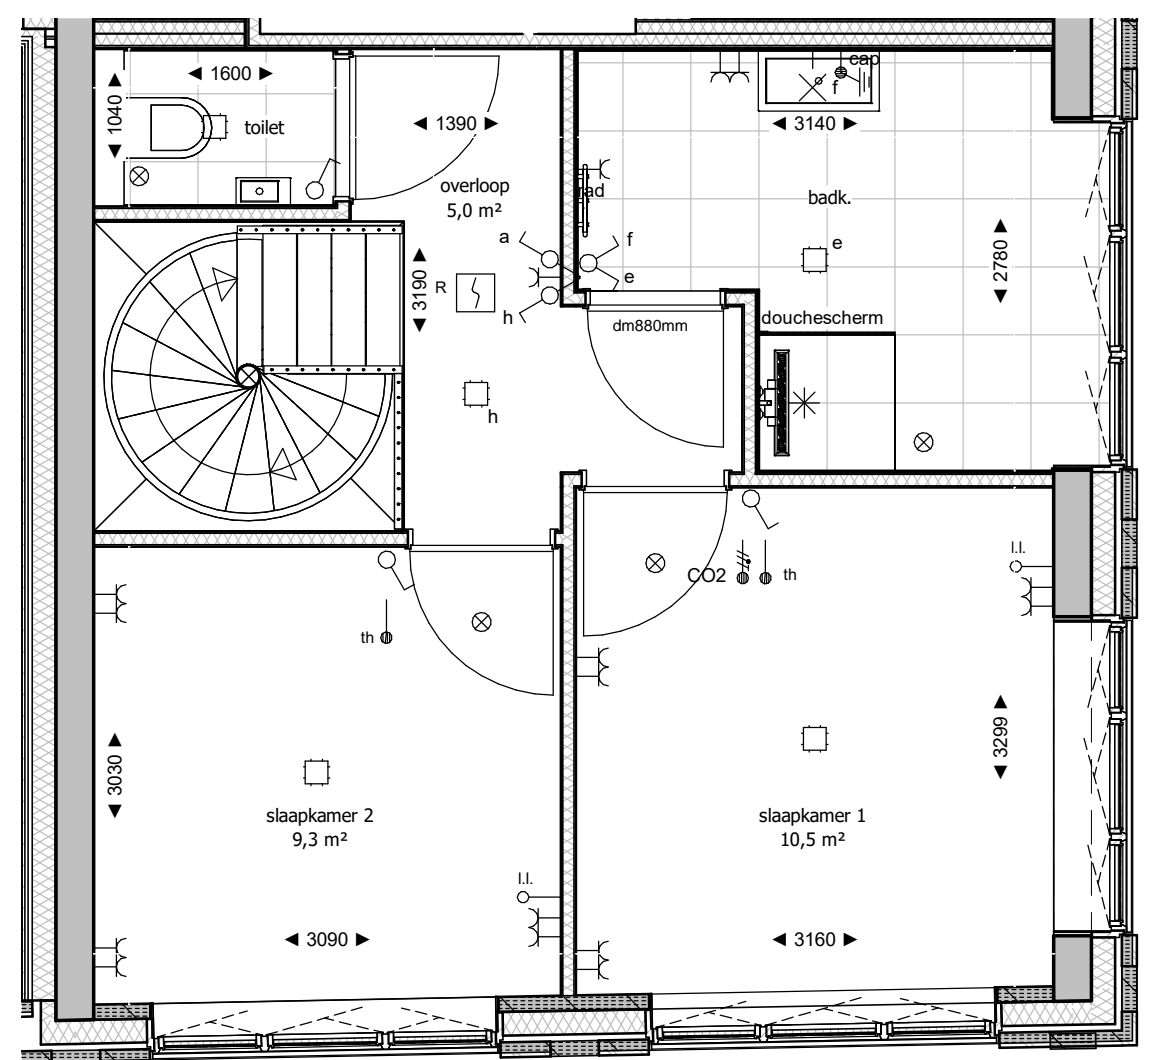 1600
1040
toilet
1390
overloop
5,0 m²
cap
f
3140
rad
badk.
a
f
e
e
h
R
3190
2780
dm880mm
douchescherm
h
CO2
th
l.l.
th
3030
3299
slaapkamer 2
9,3 m²
slaapkamer 1
10,5 m²
l.l.
3090
3160